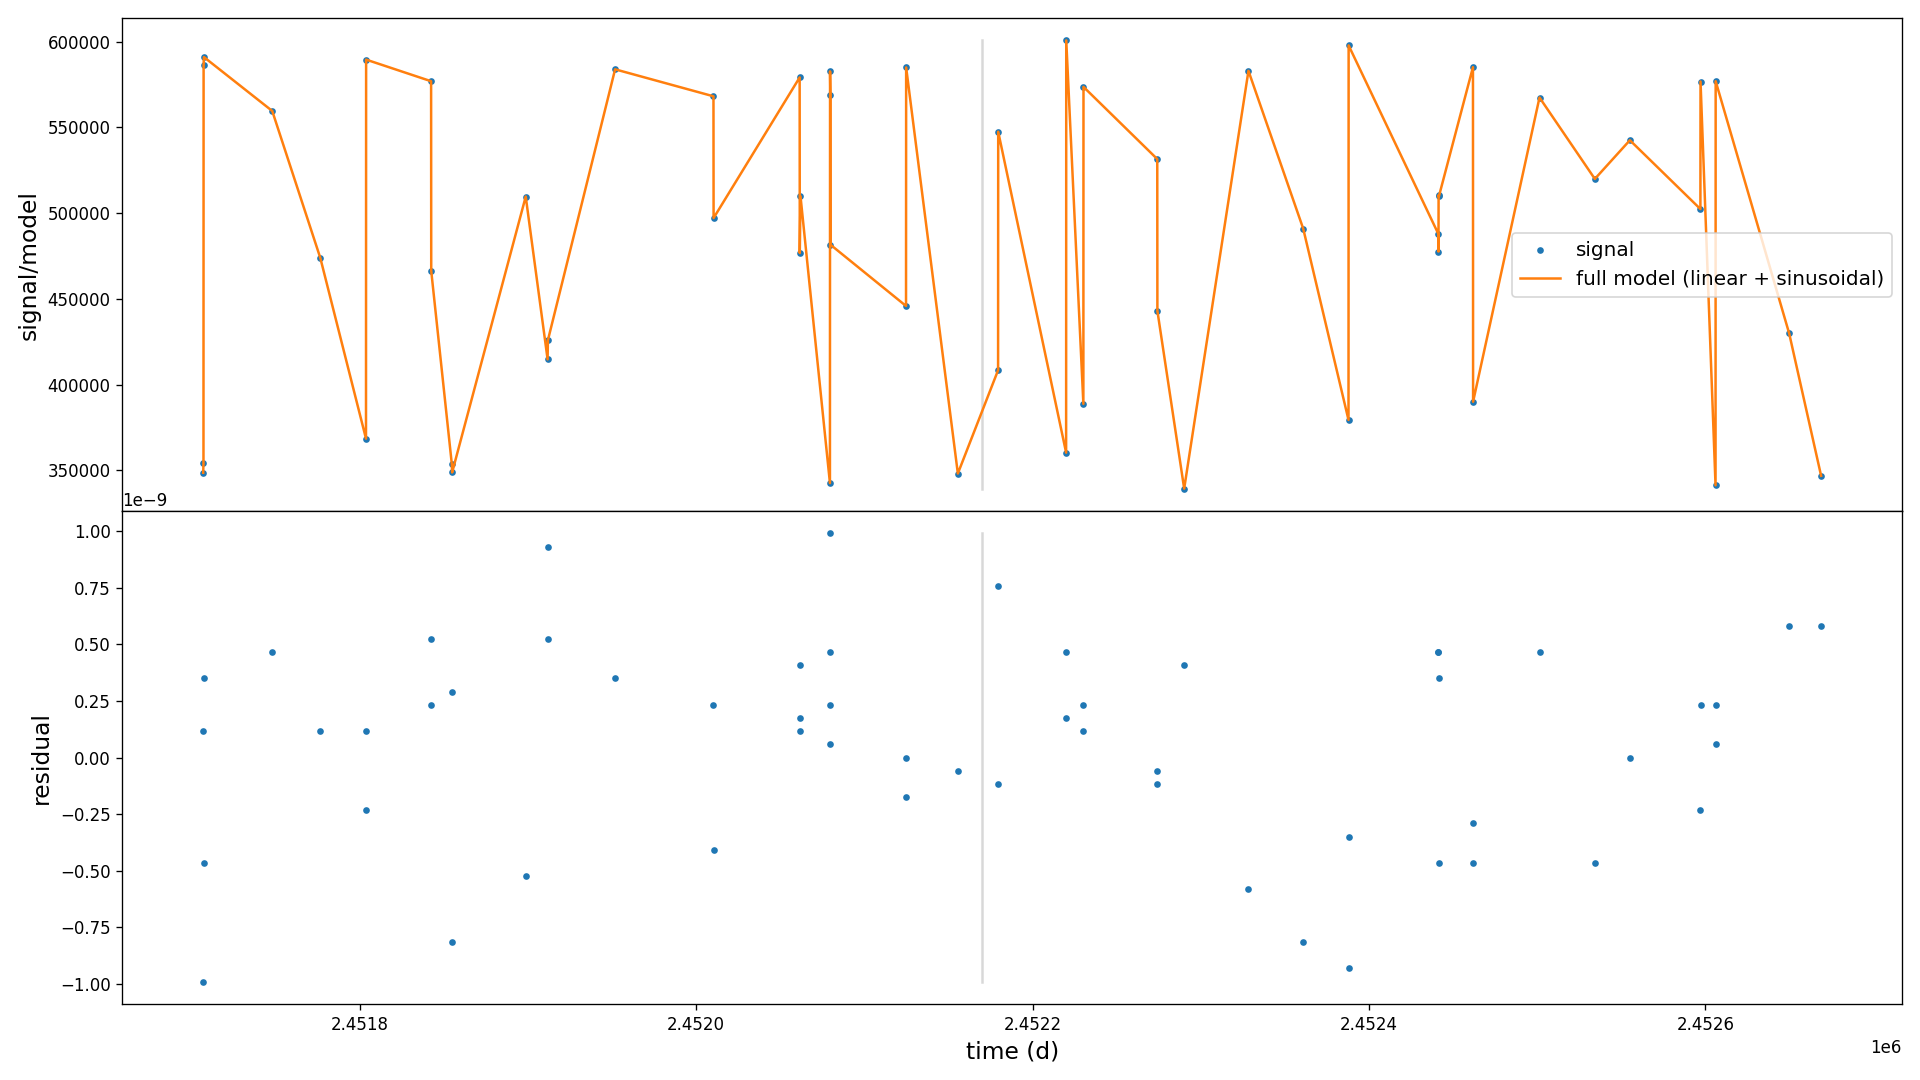 600000
550000
500000
450000
400000
350000
signal/model
signal
full model (linear + sinusoidal)
1e−9
1.00
0.75
0.50
0.25
0.00
−0.25
−0.50
−0.75
−1.00
residual
2.4518
2.4520
2.4522
2.4524
2.4526
time (d)
1e6